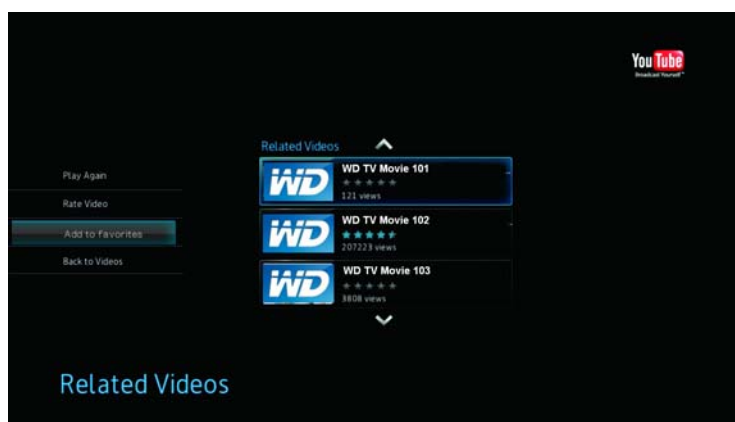 You Tube
Broadcast Yourself™
Related Videos
WD
WD TV Movie 101
121 views
WD
WD TV Movie 102
207223 views
WD
WD TV Movie 103
3808 views
Play Again
Rate Video
Add to favorites
Back to Videos
Related Videos